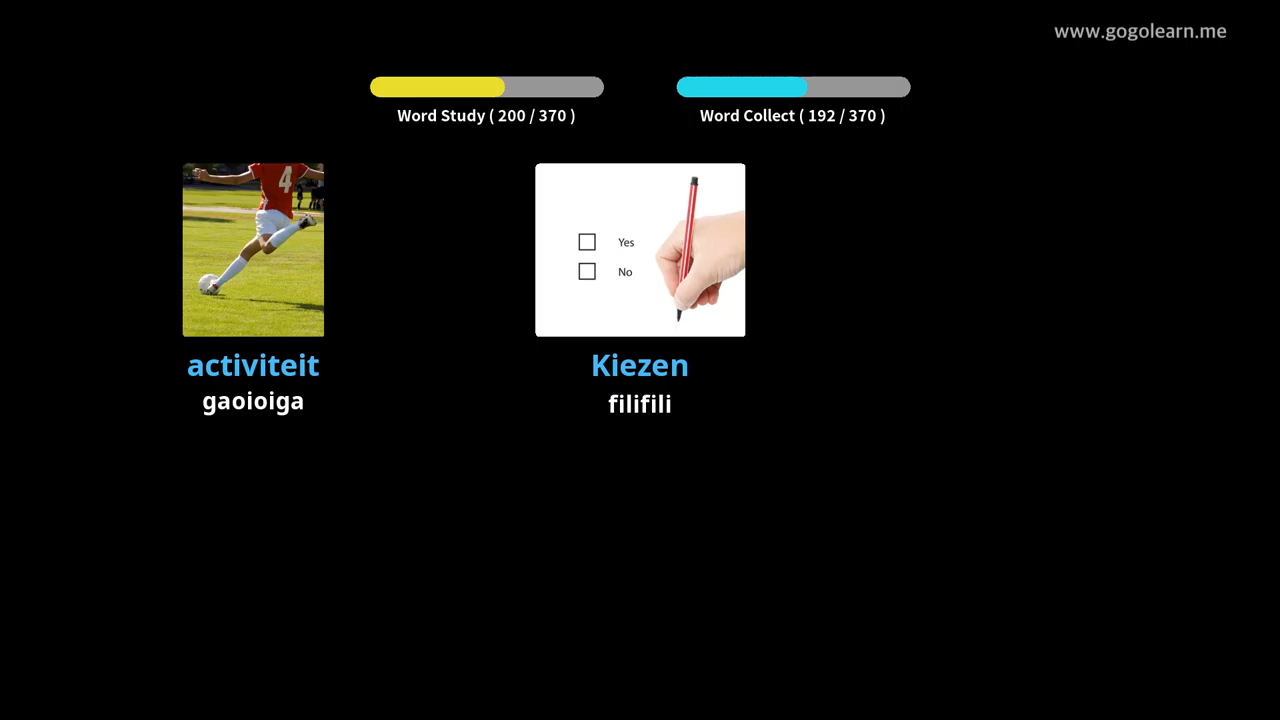 www.gogolearn.me
Word Study ( 200 / 370 )
Word Collect ( 192 / 370 )
4
Yes
No
activiteit
gaoioiga
Kiezen
filifili